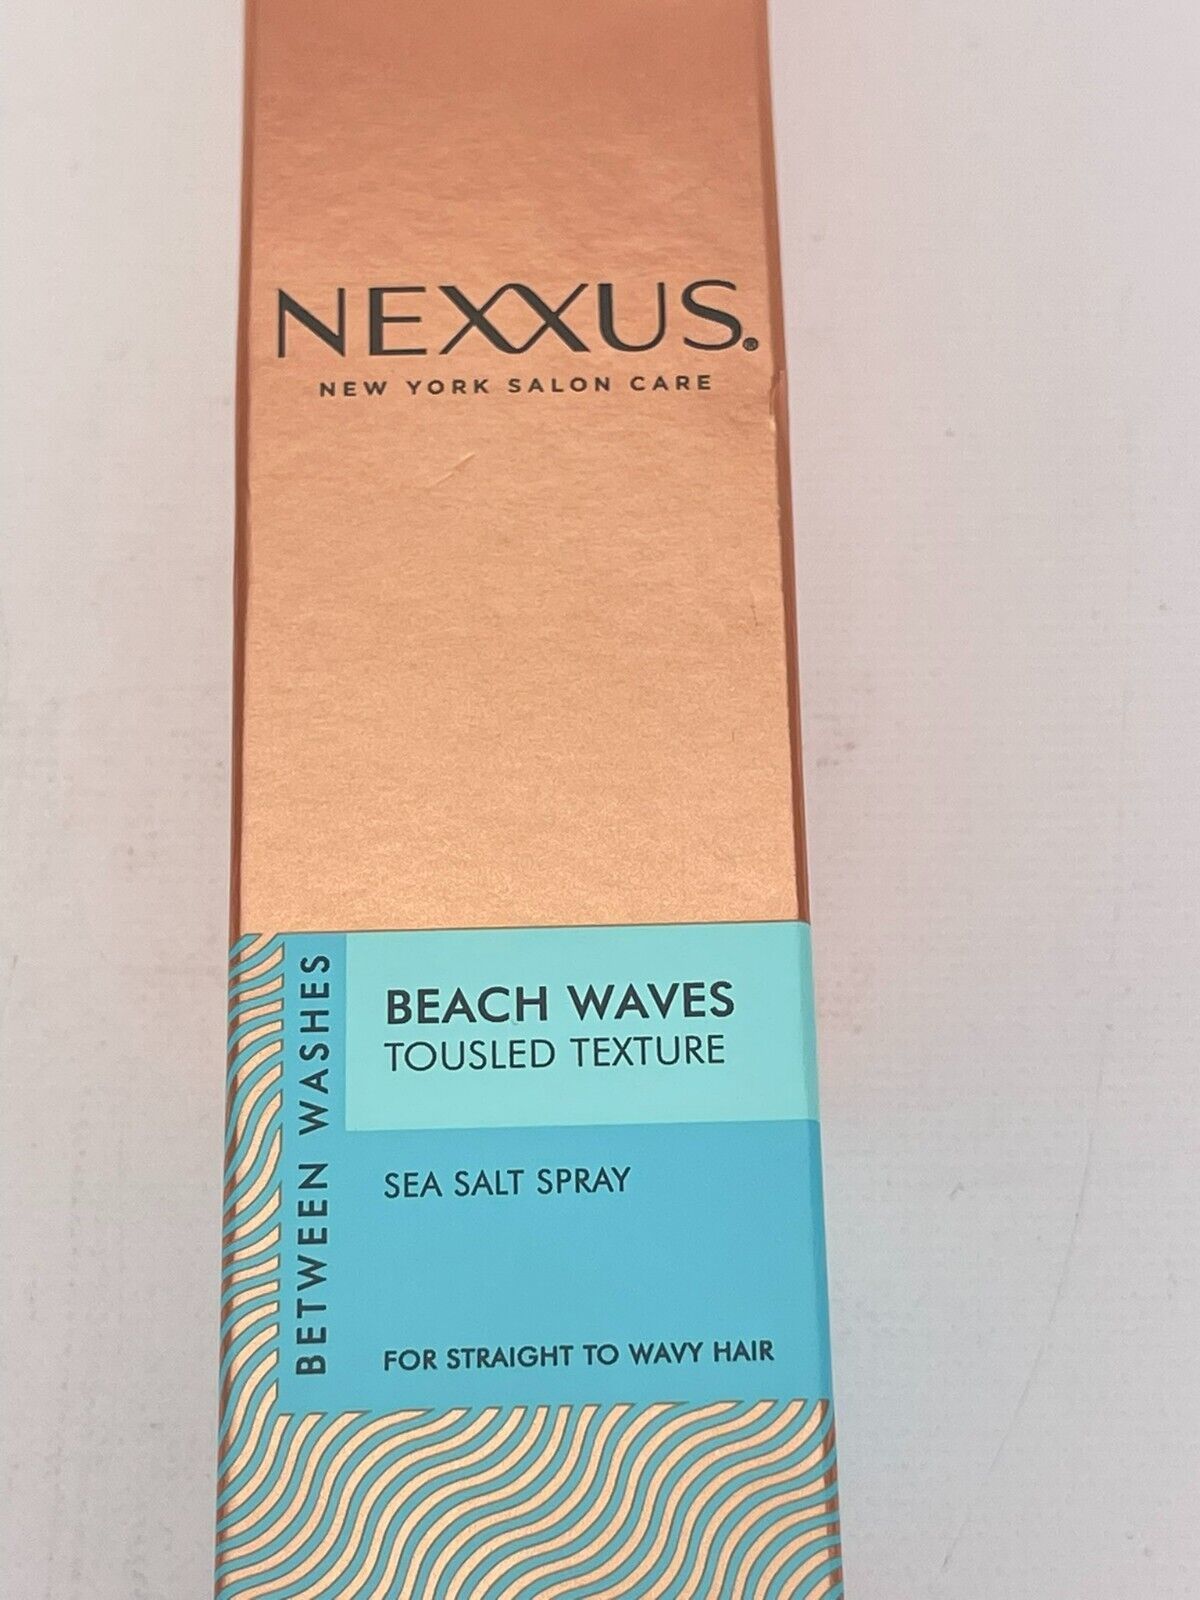 NEXXUS®
NEW YORK SALON CARE
BETWEEN WASHES
BEACH WAVES
TOUSLED TEXTURE
SEA SALT SPRAY
FOR STRAIGHT TO WAVY HAIR